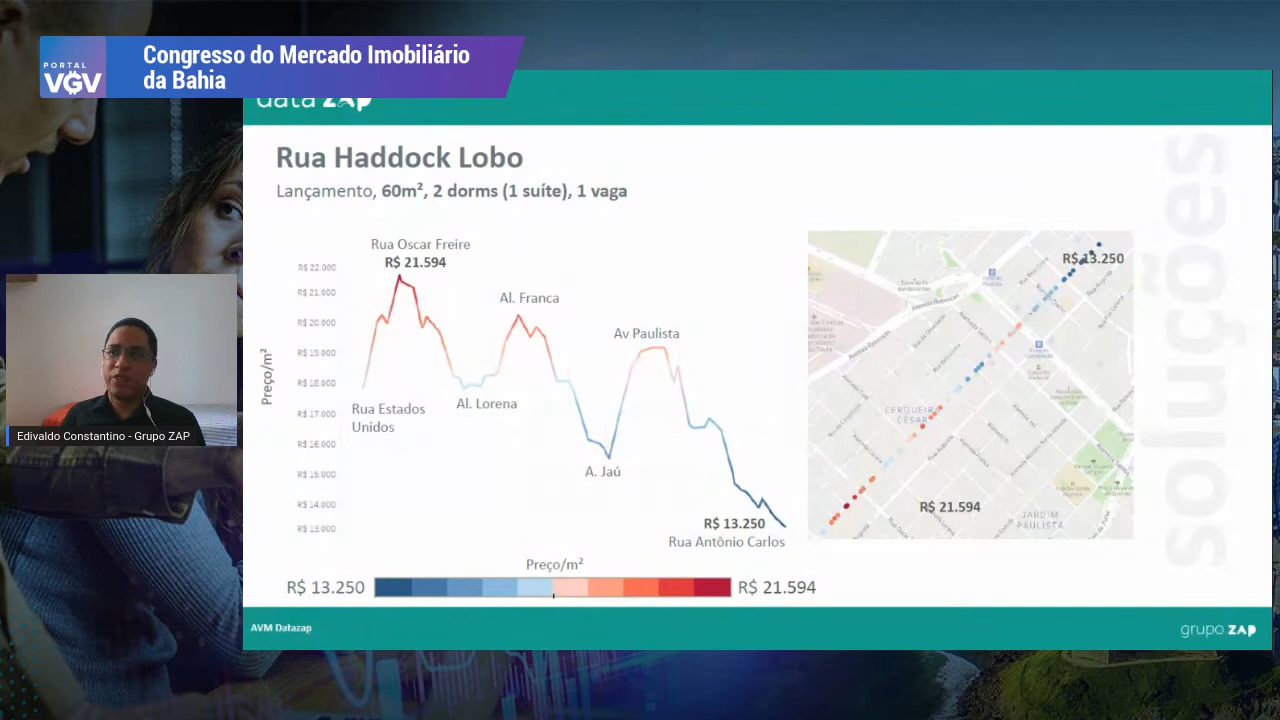 PORTAL
VGV
Congresso do Mercado Imobiliário
da Bahia
data ZAP
Rua Haddock Lobo
Lançamento, 60m², 2 dorms (1 suíte), 1 vaga
soluções
Rua Oscar Freire
R$ 21.594
Al. Franca
Av Paulista
Rua Estados
Unidos
Al. Lorena
A. Jaú
R$ 13.250
Rua Antônio Carlos
Preço/m²
R$ 22.000
R$ 21.000
R$ 20.000
R$ 19.000
R$ 18.000
R$ 17.000
R$ 16.000
R$ 15.000
R$ 14.000
R$ 13.000
R$ 13.250
CERQUEIRA
CÉSAR
R$ 21.594
JARDIM
PAULISTA
Preço/m²
R$ 13.250
R$ 21.594
Edivaldo Constantino - Grupo ZAP
AVM Datazap
grupo ZAP